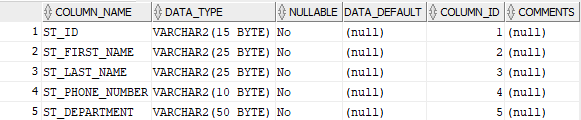 COLUMN_NAME DATA_TYPE NULLABLE DATA_DEFAULT COLUMN_ID COMMENTS
1 ST_ID VARCHAR2(15 BYTE) No (null) 1 (null)
2 ST_FIRST_NAME VARCHAR2(25 BYTE) No (null) 2 (null)
3 ST_LAST_NAME VARCHAR2(25 BYTE) No (null) 3 (null)
4 ST_PHONE_NUMBER VARCHAR2(10 BYTE) No (null) 4 (null)
5 ST_DEPARTMENT VARCHAR2(50 BYTE) No (null) 5 (null)